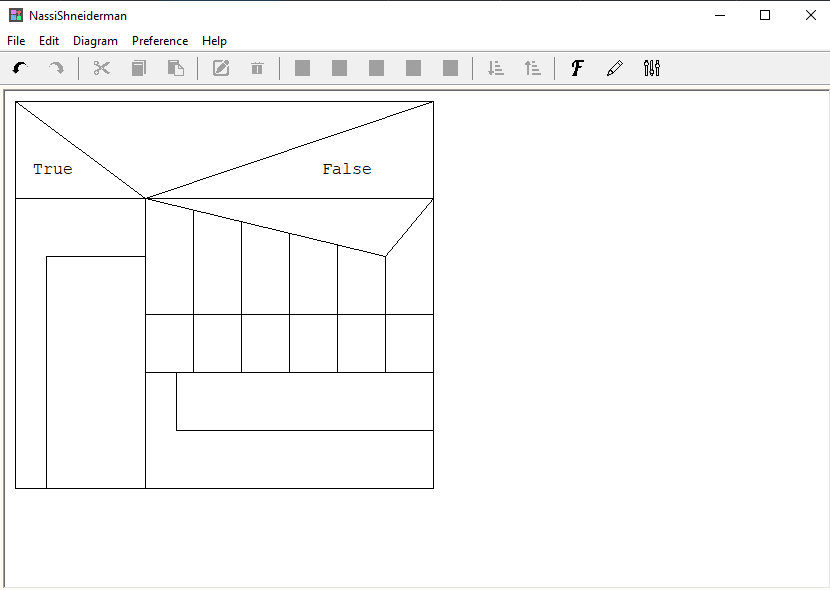 NassiShneiderman
File Edit Diagram Preference Help
F
True False